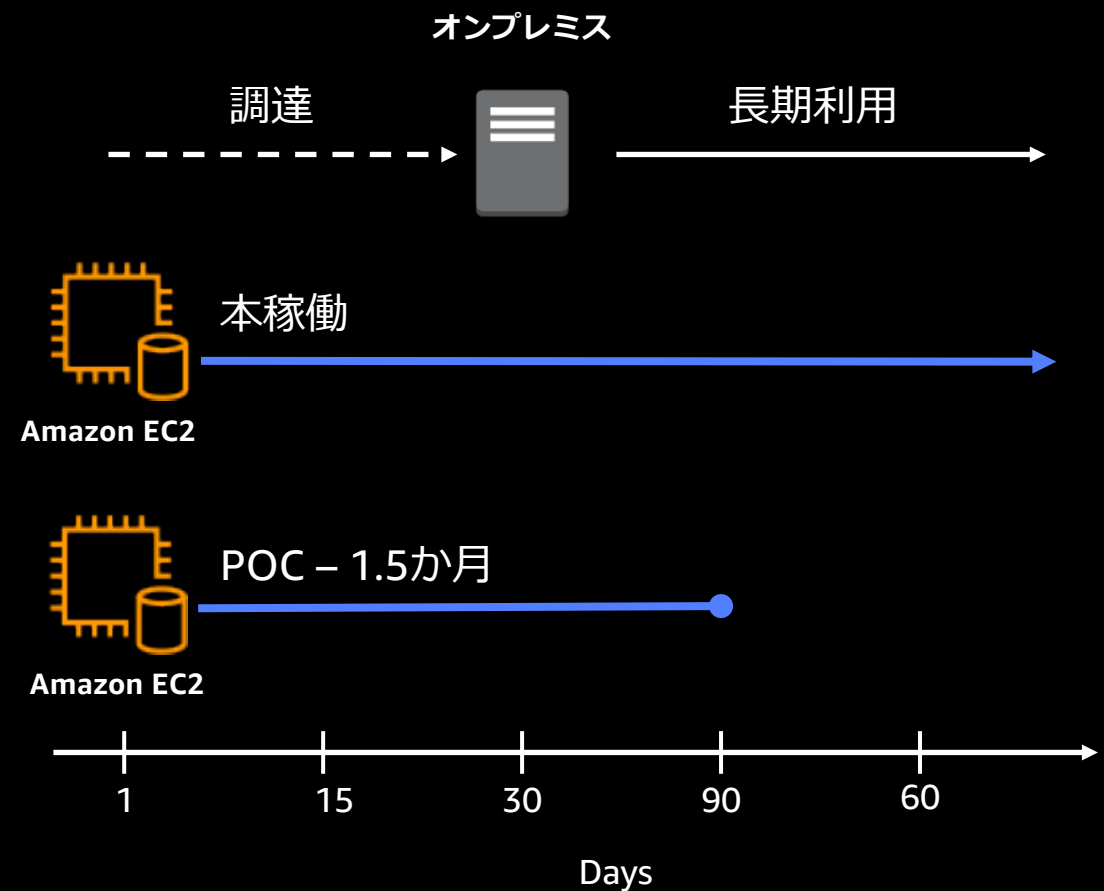 オンプレミス
調達
長期利用
本稼働
Amazon EC2
POC – 1.5か月
Amazon EC2
1 15 30 90 60
Days